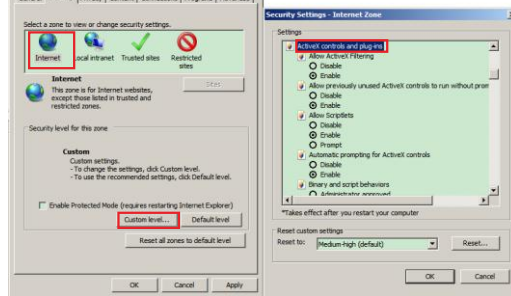 Select a zone to view or change security settings.
Internet
Local intranet
Trusted sites
Restricted
sites
Internet
This zone is for Internet websites,
except those listed in trusted and
restricted zones.
Sites
Security level for this zone
Custom
Custom settings.
- To change the settings, click Custom level.
- To use the recommended settings, click Default level.
Enable Protected Mode (requires restarting Internet Explorer)
Custom level...
Default level
Reset all zones to default level
OK
Cancel
Apply
Security Settings - Internet Zone
Settings
ActiveX controls and plug-ins
Allow ActiveX Filtering
Disable
Enable
Allow previously unused ActiveX controls to run without prom
Disable
Enable
Allow Scriptlets
Disable
Enable
Prompt
Automatic prompting for ActiveX controls
Disable
Enable
Binary and script behaviors
Administrator approved
*Takes effect after you restart your computer
Reset custom settings
Reset to:
Medium-high (default)
Reset...
OK
Cancel